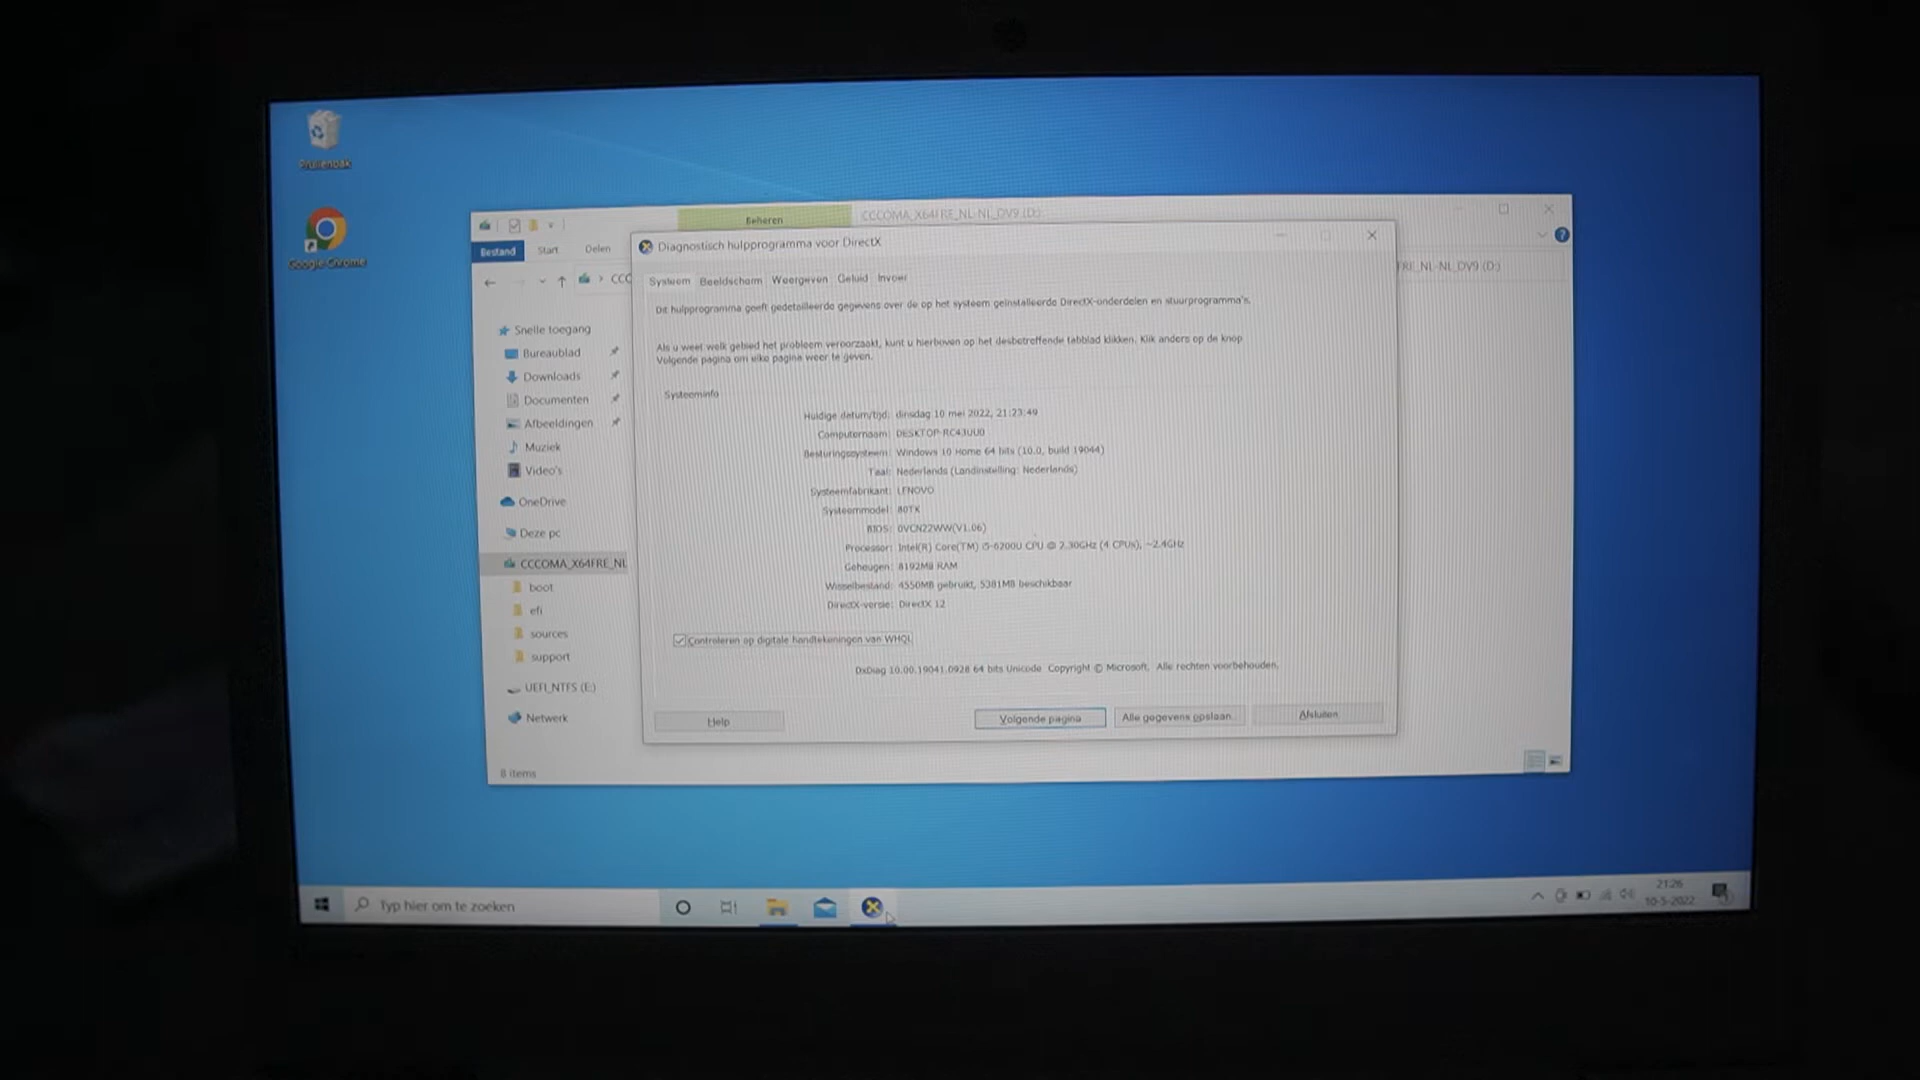 Prullenbak
Google Chrome
Beheren
CCCOMA_X64FRE_NL-NL_DV9 (D:)
Bestand
Start
Delen
CCC
FRE_NL-NL_DV9 (D:)
Snelle toegang
Bureaublad
Downloads
Documenten
Afbeeldingen
Muziek
Video's
OneDrive
Deze pc
CCCOMA_X64FRE_NL
boot
efi
sources
support
UEFI_NTFS (E:)
Netwerk
8 items
Diagnostisch hulpprogramma voor DirectX
Systeem Beeldscherm Weergeven Geluid Invoer
Dit hulpprogramma geeft gedetailleerde gegevens over de op het systeem geïnstalleerde DirectX-onderdelen en stuurprogramma's.
Als u weet welk gebied het probleem veroorzaakt, kunt u hierboven op het desbetreffende tabblad klikken. Klik anders op de knop
Volgende pagina om elke pagina weer te geven.
Systeeminfo
Huidige datum/tijd: dinsdag 10 mei 2022, 21:23:49
Computernaam: DESKTOP-RC43UU0
Besturingssysteem: Windows 10 Home 64 bits (10.0, build 19044)
Taal: Nederlands (Landinstelling: Nederlands)
Systeemfabrikant: LENOVO
Systeemmodel: 80TK
BIOS: 0VCN22WW(V1.06)
Processor: Intel(R) Core(TM) i5-6200U CPU @ 2.30GHz (4 CPUs), ~2.4GHz
Geheugen: 8192MB RAM
Wisselbestand: 4550MB gebruikt, 5381MB beschikbaar
DirectX-versie: DirectX 12
Controleren op digitale handtekeningen van WHQL
DxDiag 10.00.19041.0928 64 bits Unicode Copyright © Microsoft. Alle rechten voorbehouden.
Help
Volgende pagina
Alle gegevens opslaan...
Afsluiten
Typ hier om te zoeken
21:26
10-5-2022